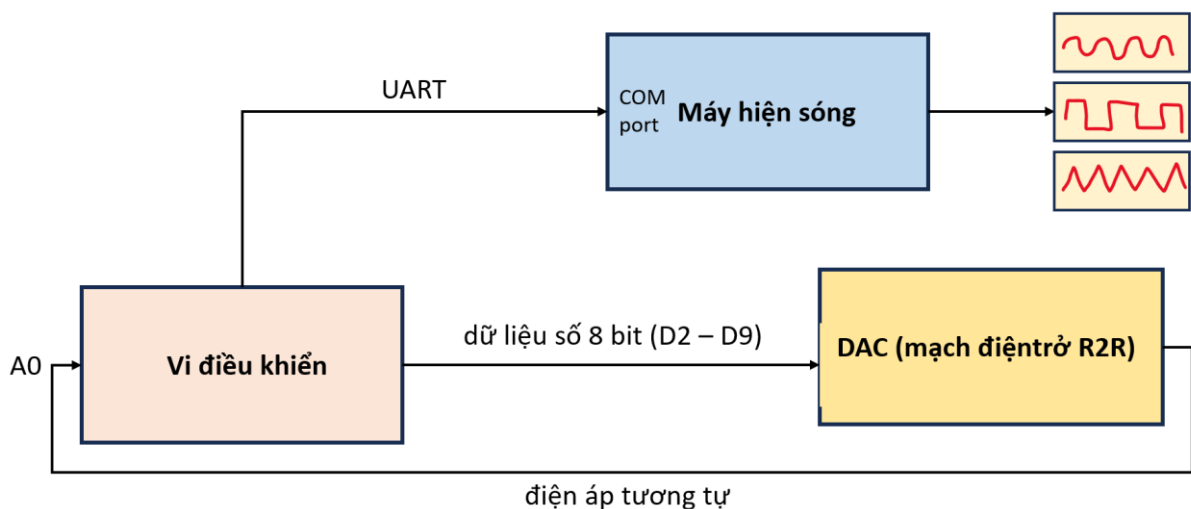 UART
COM
port
Máy hiện sóng
A0
Vi điều khiển
dữ liệu số 8 bit (D2 – D9)
DAC (mạch điệntrở R2R)
điện áp tương tự